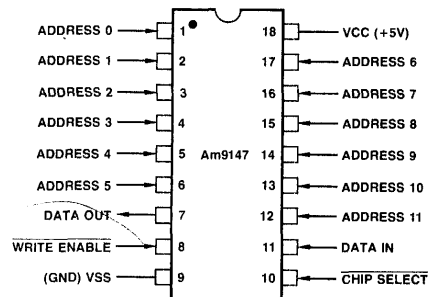 ADDRESS 0 1 18 VCC (+5V)
ADDRESS 1 2 17 ADDRESS 6
ADDRESS 2 3 16 ADDRESS 7
ADDRESS 3 4 15 ADDRESS 8
ADDRESS 4 5 Am9147 14 ADDRESS 9
ADDRESS 5 6 13 ADDRESS 10
DATA OUT 7 12 ADDRESS 11
WRITE ENABLE 8 11 DATA IN
(GND) VSS 9 10 CHIP SELECT